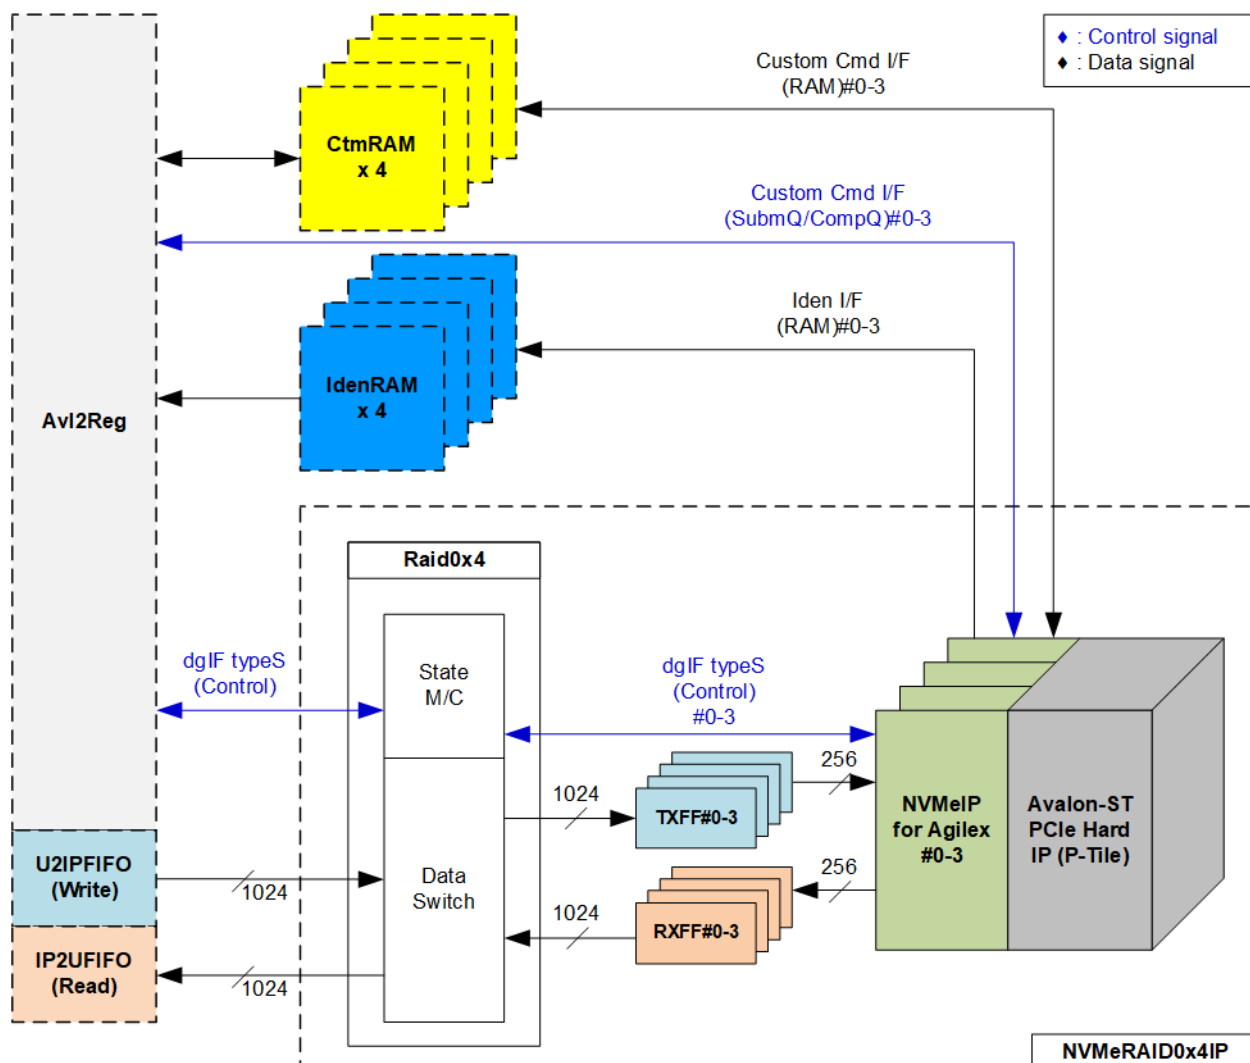 ♦ : Control signal
♦ : Data signal
Custom Cmd I/F
(RAM)#0-3
CtmRAM
x 4
Custom Cmd I/F
(SubmQ/CompQ)#0-3
Iden I/F
(RAM)#0-3
IdenRAM
x 4
Avl2Reg
Raid0x4
dgIF typeS
(Control)
State
M/C
dgIF typeS
(Control)
#0-3
256
1024
TXFF#0-3
NVMeIP
for Agilex
#0-3
Avalon-ST
PCIe Hard
IP (P-Tile)
U2IPFIFO
(Write)
1024
Data
Switch
256
1024
RXFF#0-3
IP2UFIFO
(Read)
1024
NVMeRAID0x4IP